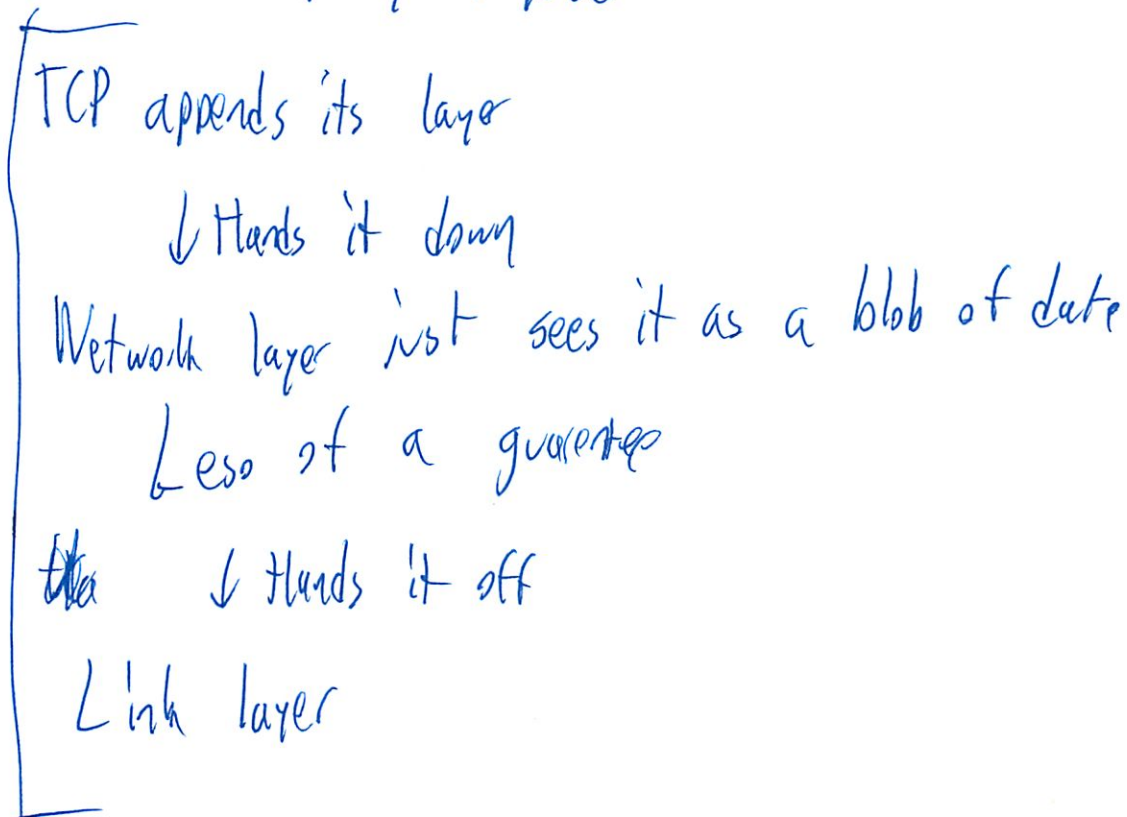 TCP appends its layer
↓ Hands it down
Network layer just sees it as a blob of data
Less of a guarentee
↓ Hands it off
Link layer